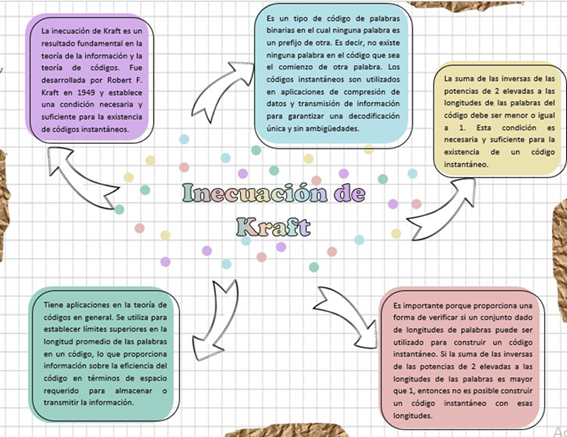 La inecuación de Kraft es un
resultado fundamental en la
teoría de la información y la
teoría de códigos. Fue
desarrollada por Robert F.
Kraft en 1949 y establece
una condición necesaria y
suficiente para la existencia
de códigos instantáneos.
Es un tipo de código de palabras
binarias en el cual ninguna palabra es
un prefijo de otra. Es decir, no existe
ninguna palabra en el código que sea
el comienzo de otra palabra. Los
códigos instantáneos son utilizados
en aplicaciones de compresión de
datos y transmisión de información
para garantizar una decodificación
única y sin ambigüedades.
La suma de las inversas de las
potencias de 2 elevadas a las
longitudes de las palabras del
código debe ser menor o igual
a 1. Esta condición es
necesaria y suficiente para la
existencia de un código
instantáneo.
Inecuación de
Kraft
Tiene aplicaciones en la teoría de
códigos en general. Se utiliza para
establecer límites superiores en la
longitud promedio de las palabras
en un código, lo que proporciona
información sobre la eficiencia del
código en términos de espacio
requerido para almacenar o
transmitir la información.
Es importante porque proporciona una
forma de verificar si un conjunto dado
de longitudes de palabras puede ser
utilizado para construir un código
instantáneo. Si la suma de las inversas
de las potencias de 2 elevadas a las
longitudes de las palabras es mayor
que 1, entonces no es posible construir
un código instantáneo con esas
longitudes.